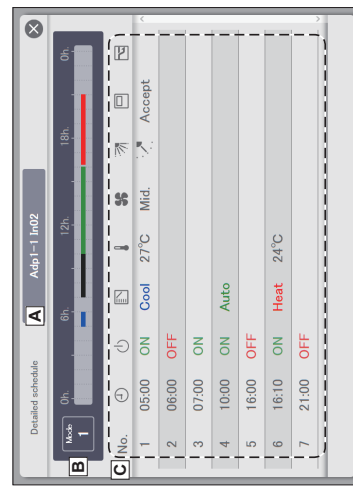 Detailed schedule
A
Adp1-1 In02
B
Mode
1
0h. 6h. 12h. 18h. 0h.
C
No.
1 05:00 ON Cool 27°C Mid. Accept
2 06:00 OFF
3 07:00 ON
4 10:00 ON Auto
5 16:00 OFF
6 16:10 ON Heat 24°C
7 21:00 OFF